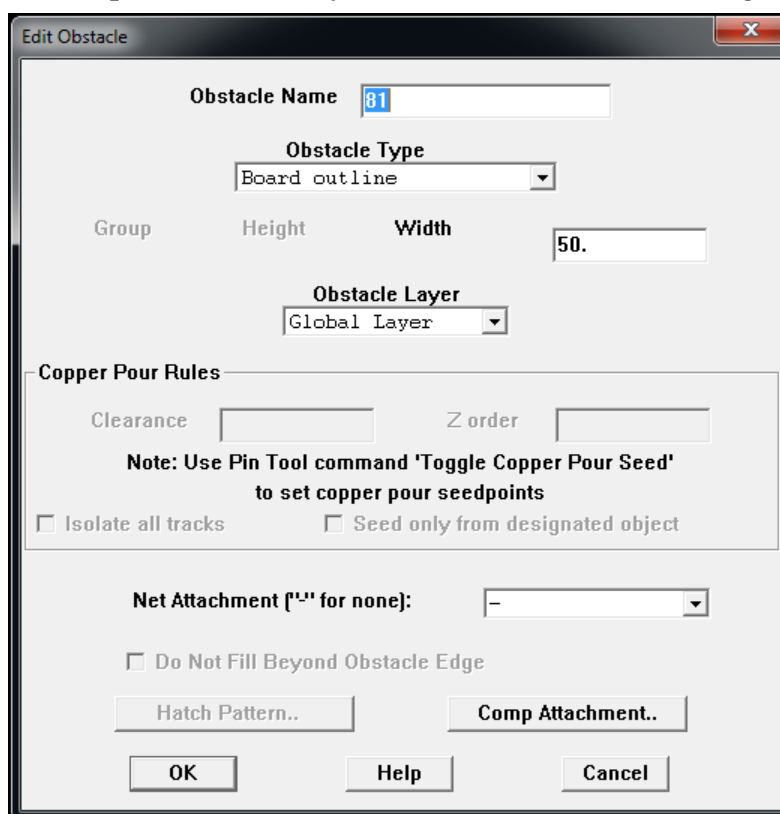 Edit Obstacle
Obstacle Name 81
Obstacle Type
Board outline
Group Height Width 50.
Obstacle Layer
Global Layer
Copper Pour Rules
Clearance Z order
Note: Use Pin Tool command 'Toggle Copper Pour Seed'
to set copper pour seedpoints
Isolate all tracks Seed only from designated object
Net Attachment ("-" for none): -
Do Not Fill Beyond Obstacle Edge
Hatch Pattern.. Comp Attachment..
OK Help Cancel